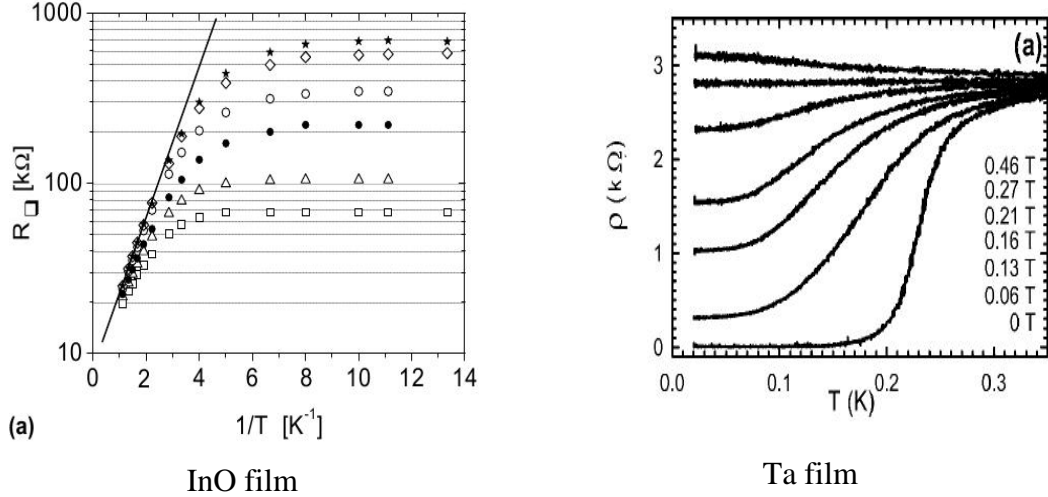 1000
100
10
R□ [kΩ]
0 2 4 6 8 10 12 14
1/T [K⁻¹]
(a)
InO film
(a)
3
2
1
0
ρ (k Ω)
0.46 T
0.27 T
0.21 T
0.16 T
0.13 T
0.06 T
0 T
0.0 0.1 0.2 0.3
T (K)
Ta film